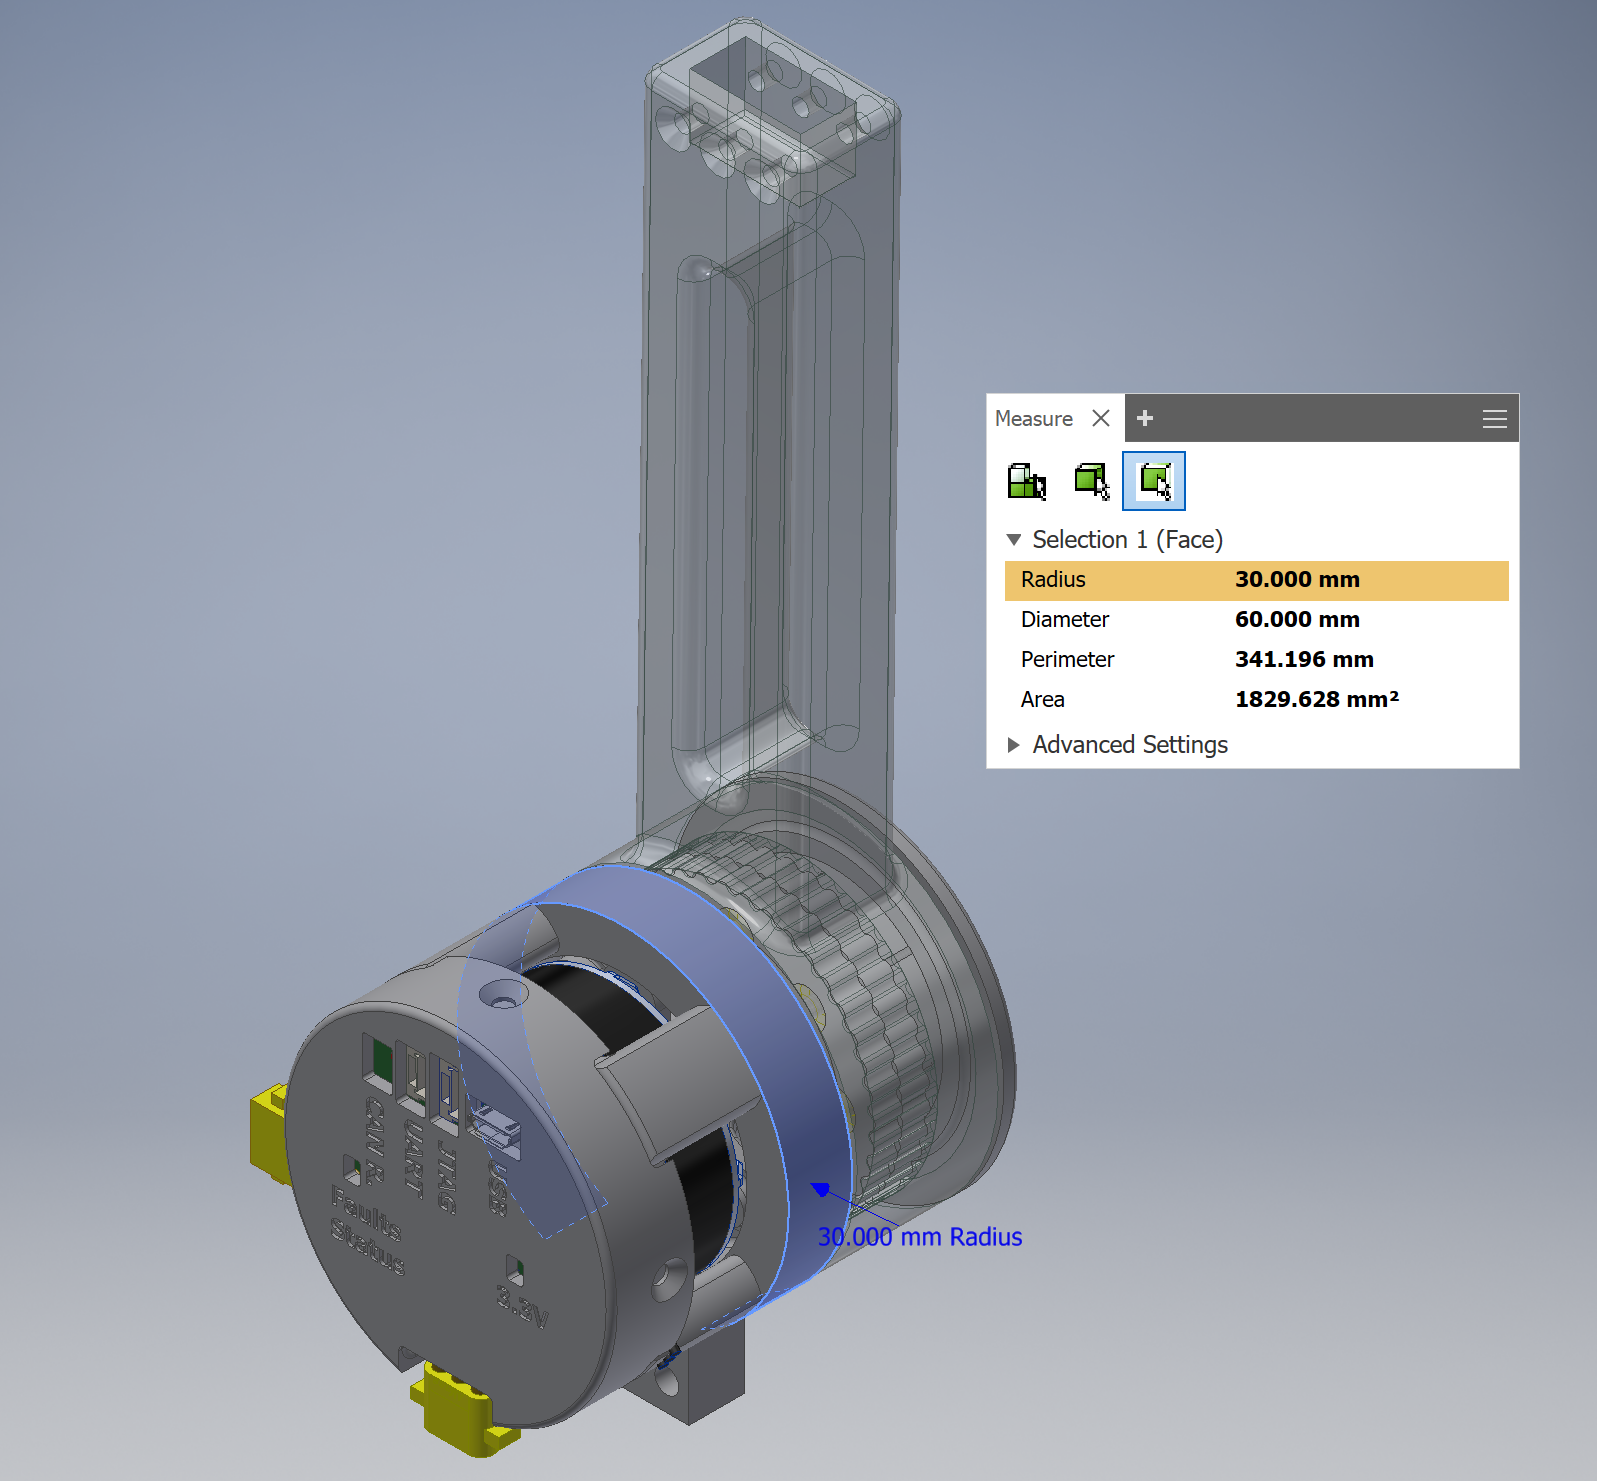 Measure
Selection 1 (Face)
Radius 30.000 mm
Diameter 60.000 mm
Perimeter 341.196 mm
Area 1829.628 mm²
Advanced Settings
CAN R.
UART
JTAG
USB
Faults
Status
3.3V
30.000 mm Radius